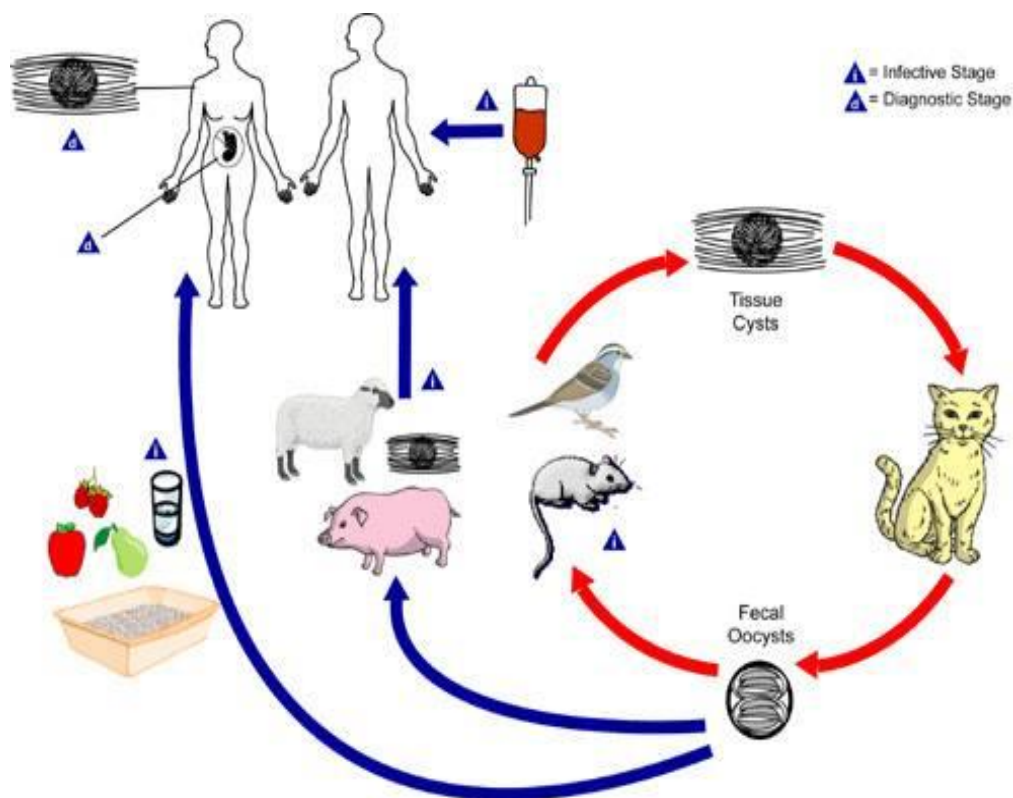 i = Infective Stage
d = Diagnostic Stage
i
d
d
Tissue
Cysts
i
i
i
Fecal
Oocysts